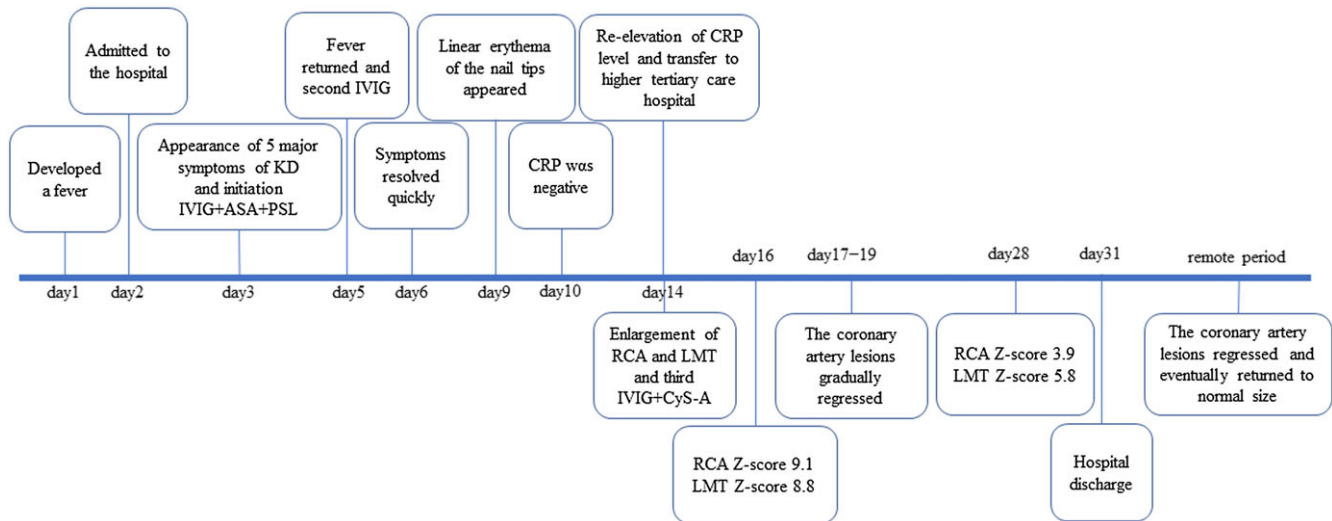 Developed
a fever
Admitted to
the hospital
Appearance of 5 major
symptoms of KD
and initiation
IVIG+ASA+PSL
Fever
returned and
second IVIG
Symptoms
resolved
quickly
Linear erythema
of the nail tips
appeared
CRP wαs
negative
Re-elevation of CRP
level and transfer to
higher tertiary care
hospital
day1
day2
day3
day5
day6
day9
day10
day14
day16
day17–19
day28
day31
remote period
Enlargement of
RCA and LMT
and third
IVIG+CyS-A
RCA Z-score 9.1
LMT Z-score 8.8
The coronary
artery lesions
gradually
regressed
RCA Z-score 3.9
LMT Z-score 5.8
Hospital
discharge
The coronary artery
lesions regressed and
eventually returned to
normal size